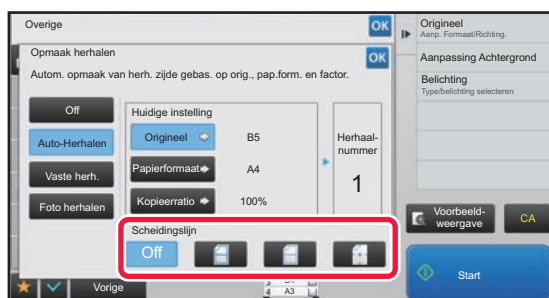 Overige
OK
Opmaak herhalen
OK
Autom. opmaak van herh. zijde gebas. op orig., pap.form. en factor.
Off
Auto-Herhalen
Vaste herh.
Foto herhalen
Huidige instelling
Origineel
B5
Papierformaat
A4
Kopieerratio
100%
Herhaal-
nummer
1
Scheidingslijn
Off
Vorige
4 A3
Origineel
Aanp. Formaat/Richting.
Aanpassing Achtergrond
Belichting
Type/belichting selecteren
Voorbeeld-
weergave
CA
Start